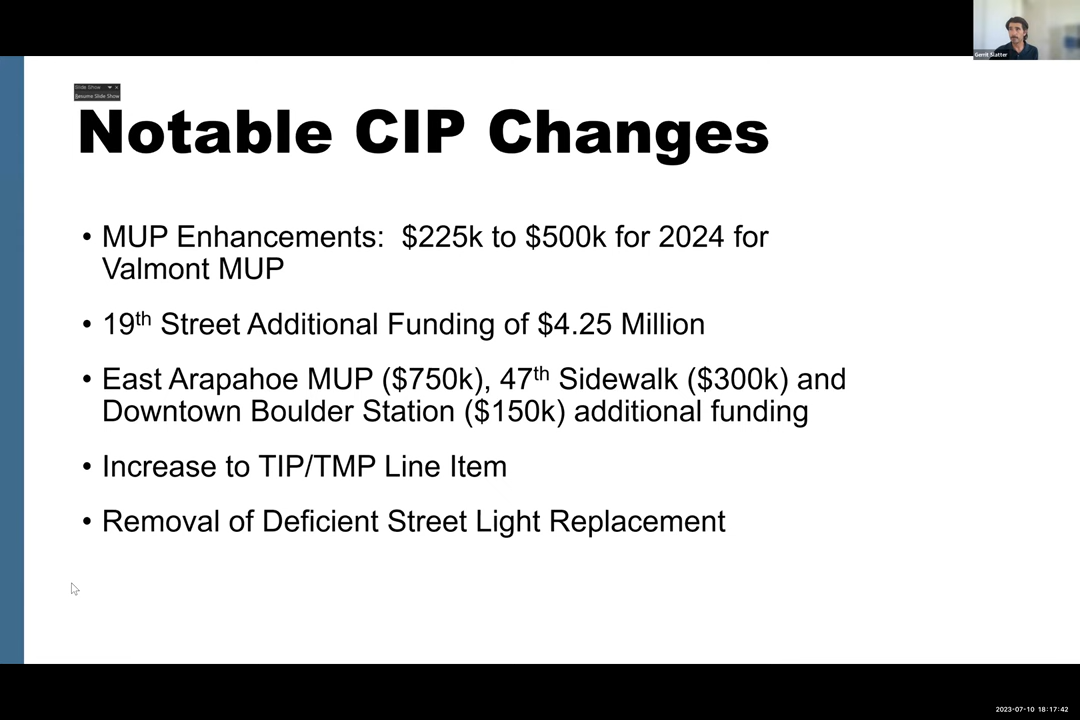 Gerrit Slatter
Slide Show
Resume Slide Show
Notable CIP Changes
• MUP Enhancements: $225k to $500k for 2024 for
Valmont MUP
• 19th Street Additional Funding of $4.25 Million
• East Arapahoe MUP ($750k), 47th Sidewalk ($300k) and
Downtown Boulder Station ($150k) additional funding
• Increase to TIP/TMP Line Item
• Removal of Deficient Street Light Replacement
2023-07-10 18:17:42